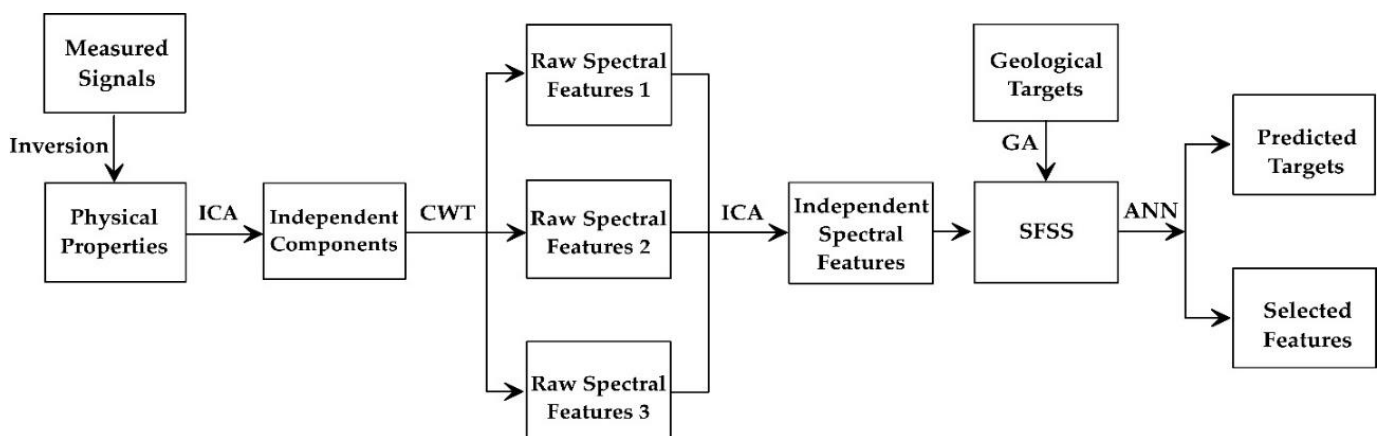 Measured
Signals
Inversion
Physical
Properties
ICA
Independent
Components
CWT
Raw Spectral
Features 1
Raw Spectral
Features 2
Raw Spectral
Features 3
ICA
Independent
Spectral
Features
Geological
Targets
GA
SFSS
ANN
Predicted
Targets
Selected
Features